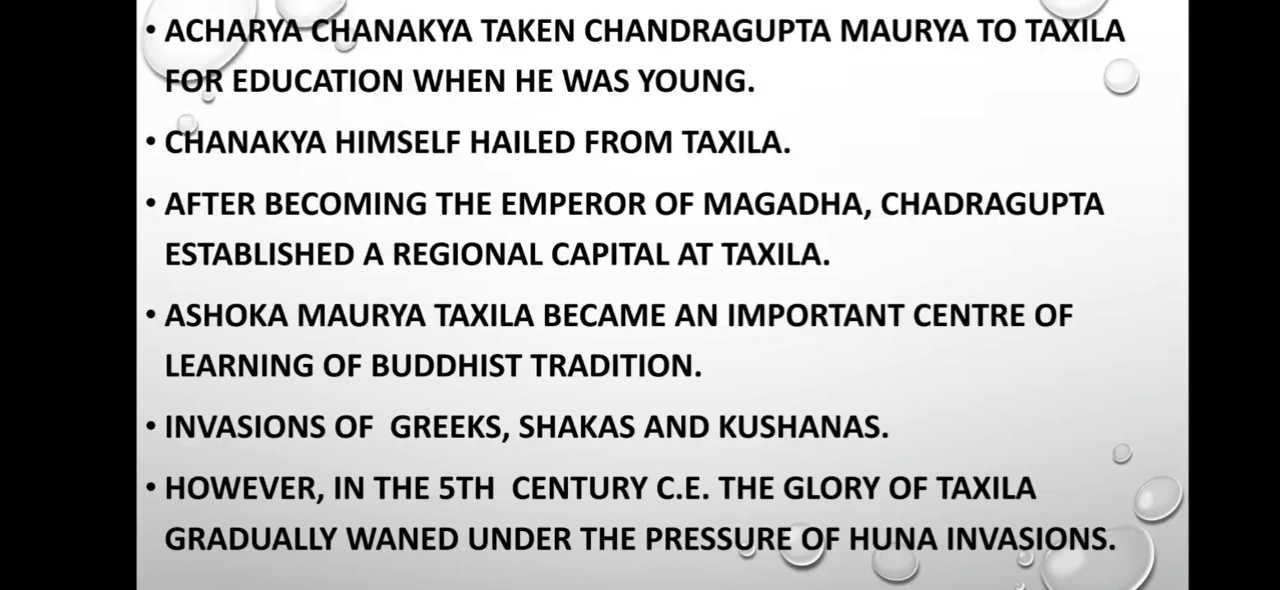 • ACHARYA CHANAKYA TAKEN CHANDRAGUPTA MAURYA TO TAXILA
FOR EDUCATION WHEN HE WAS YOUNG.
• CHANAKYA HIMSELF HAILED FROM TAXILA.
• AFTER BECOMING THE EMPEROR OF MAGADHA, CHADRAGUPTA
ESTABLISHED A REGIONAL CAPITAL AT TAXILA.
• ASHOKA MAURYA TAXILA BECAME AN IMPORTANT CENTRE OF
LEARNING OF BUDDHIST TRADITION.
• INVASIONS OF  GREEKS, SHAKAS AND KUSHANAS.
• HOWEVER, IN THE 5TH  CENTURY C.E. THE GLORY OF TAXILA
GRADUALLY WANED UNDER THE PRESSURE OF HUNA INVASIONS.